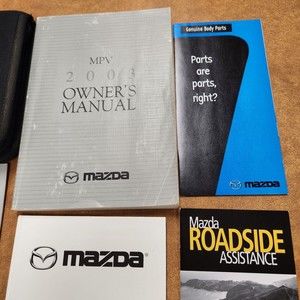 MPV
2003
OWNER'S
MANUAL
mazda
Genuine Body Parts
Parts
are
parts,
right?
mazda
mazda
Mazda
ROADSIDE
ASSISTANCE